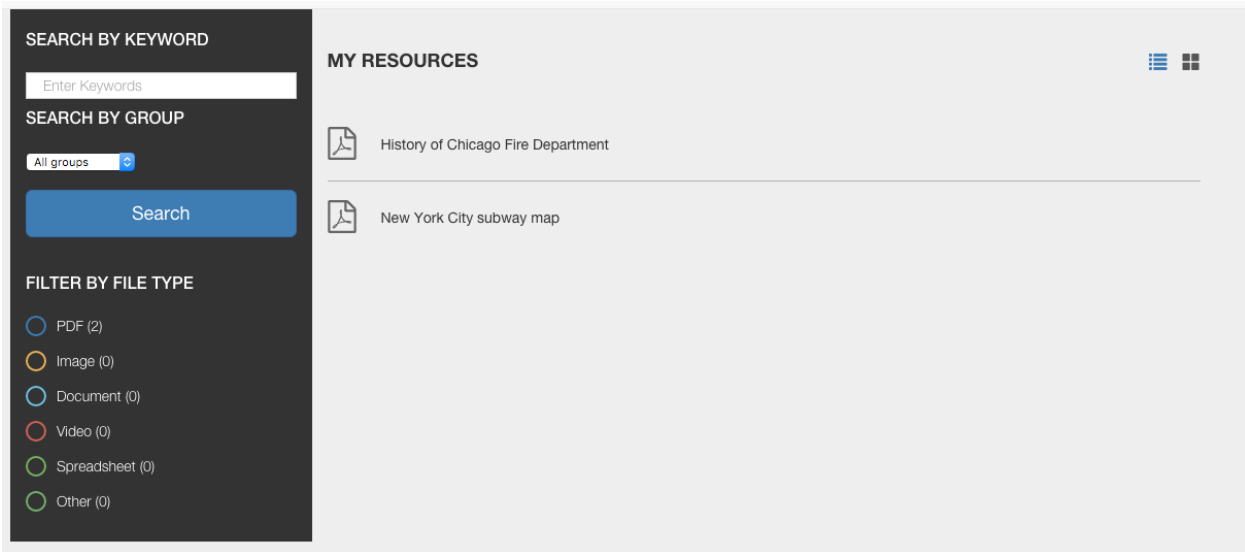 SEARCH BY KEYWORD
Enter Keywords
SEARCH BY GROUP
All groups
Search
FILTER BY FILE TYPE
PDF (2)
Image (0)
Document (0)
Video (0)
Spreadsheet (0)
Other (0)
MY RESOURCES
History of Chicago Fire Department
New York City subway map